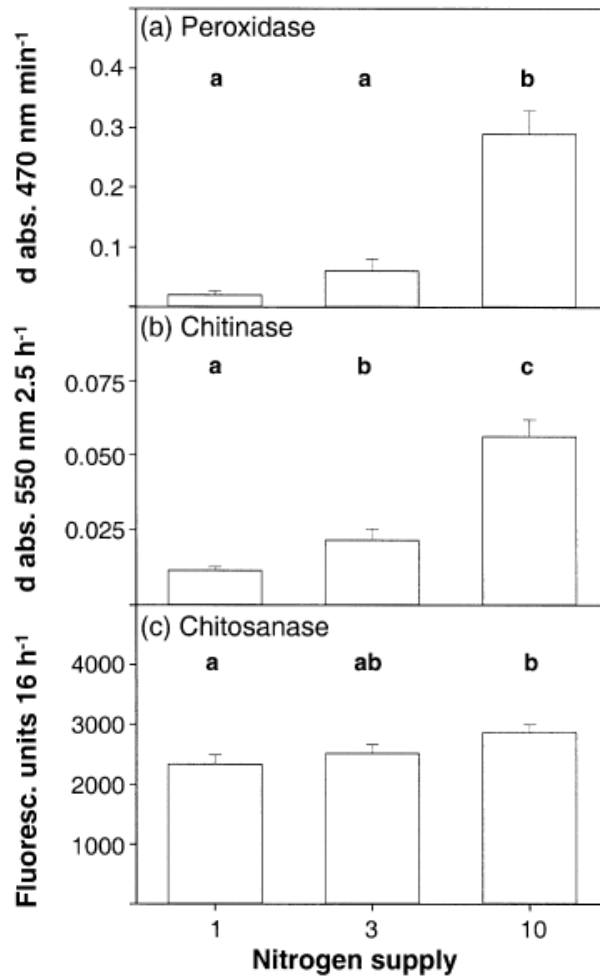 (a) Peroxidase
d abs. 470 nm min⁻¹
0.4
0.3
0.2
0.1
a a b
(b) Chitinase
d abs. 550 nm 2.5 h⁻¹
0.075
0.050
0.025
a b c
(c) Chitosanase
Fluoresc. units 16 h⁻¹
4000
3000
2000
1000
a ab b
1 3 10
Nitrogen supply